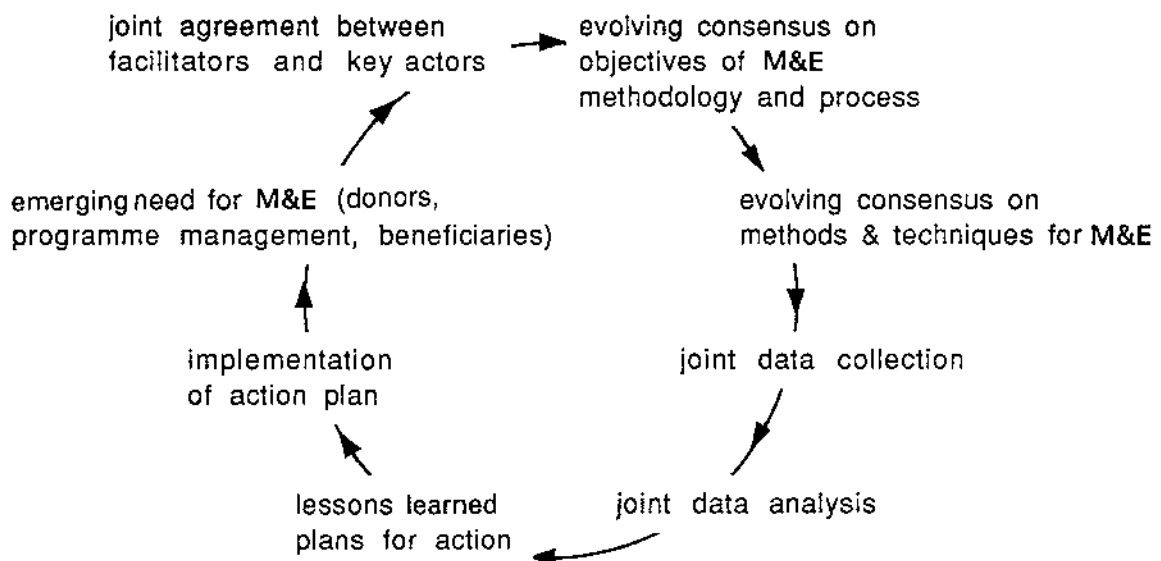 joint agreement between
facilitators and key actors
evolving consensus on
objectives of M&E
methodology and process
evolving consensus on
methods & techniques for M&E
joint data collection
joint data analysis
lessons learned
plans for action
implementation
of action plan
emerging need for M&E (donors,
programme management, beneficiaries)